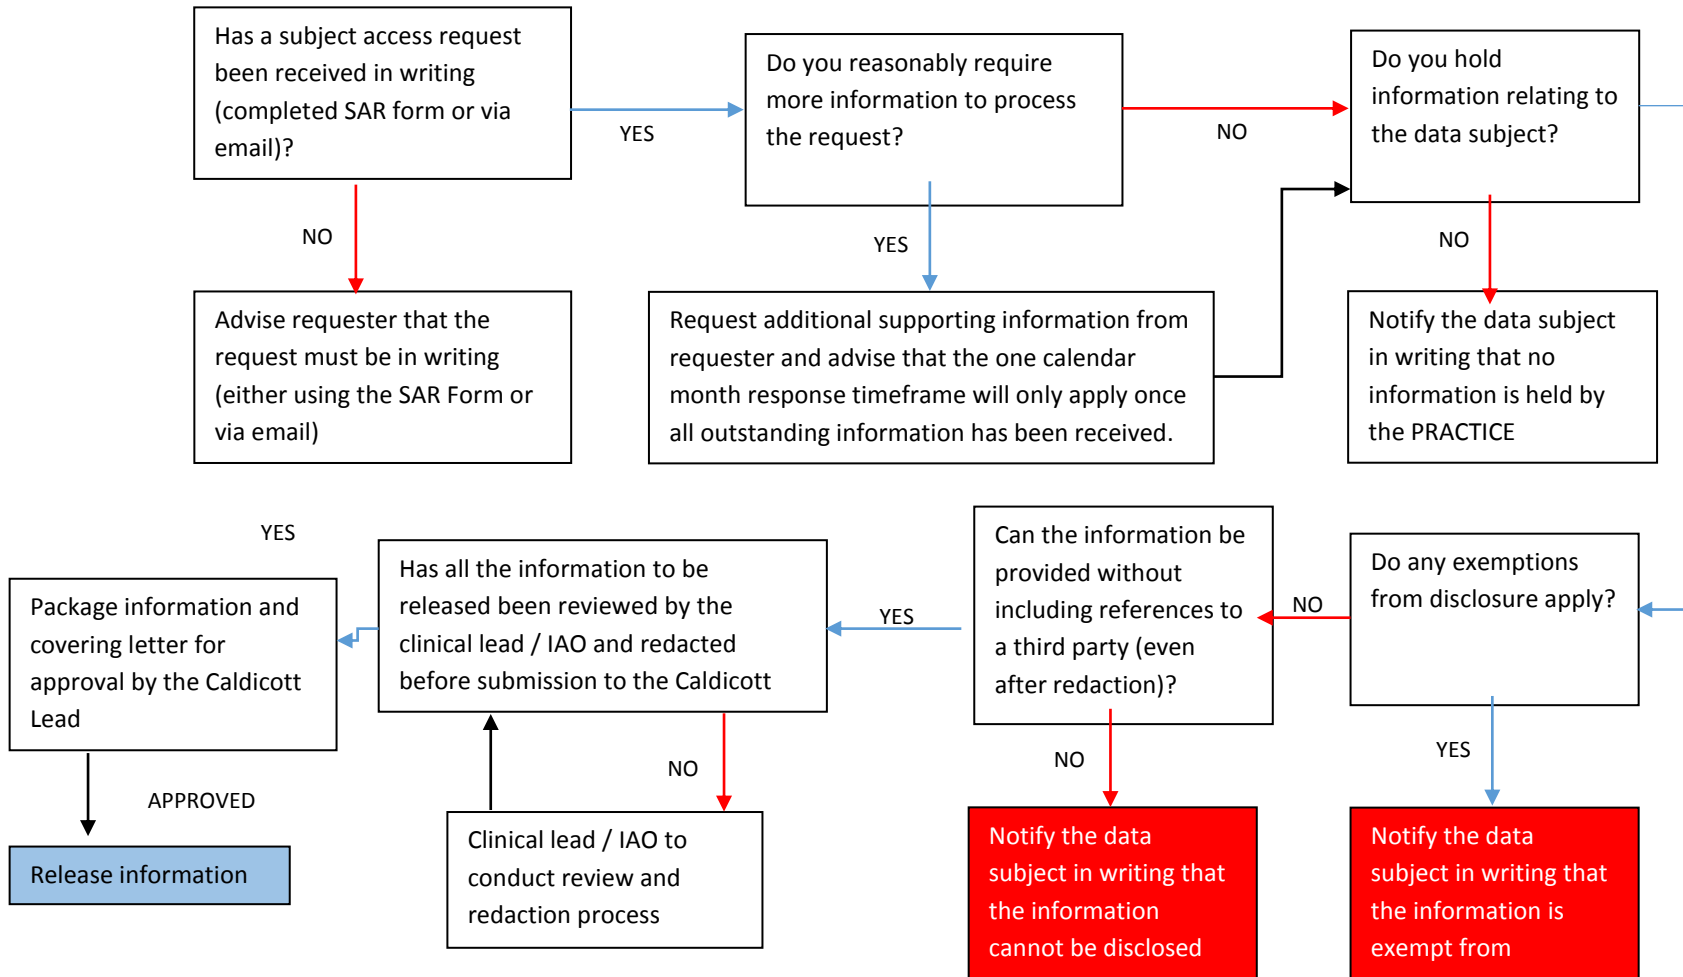 Has a subject access request
been received in writing
(completed SAR form or via
email)?
YES
Do you reasonably require
more information to process
the request?
NO
Do you hold
information relating to
the data subject?
NO
YES
NO
Advise requester that the
request must be in writing
(either using the SAR Form or
via email)
Request additional supporting information from
requester and advise that the one calendar
month response timeframe will only apply once
all outstanding information has been received.
Notify the data subject
in writing that no
information is held by
the PRACTICE
Do any exemptions
from disclosure apply?
NO
YES
Can the information be
provided without
including references to
a third party (even
after redaction)?
YES
NO
Has all the information to be
released been reviewed by the
clinical lead / IAO and redacted
before submission to the Caldicott
YES
NO
Package information and
covering letter for
approval by the Caldicott
Lead
APPROVED
Release information
Clinical lead / IAO to
conduct review and
redaction process
Notify the data
subject in writing that
the information
cannot be disclosed
Notify the data
subject in writing that
the information is
exempt from